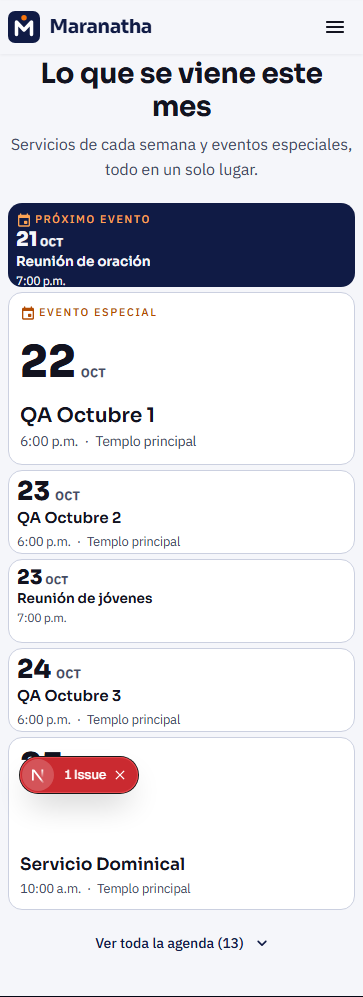 Maranatha
Lo que se viene este
mes
Servicios de cada semana y eventos especiales,
todo en un solo lugar.
PRÓXIMO EVENTO
21 OCT
Reunión de oración
7:00 p.m.
EVENTO ESPECIAL
22 OCT
QA Octubre 1
6:00 p.m. · Templo principal
23 OCT
QA Octubre 2
6:00 p.m. · Templo principal
23 OCT
Reunión de jóvenes
7:00 p.m.
24 OCT
QA Octubre 3
6:00 p.m. · Templo principal
N 1 Issue ×
Servicio Dominical
10:00 a.m. · Templo principal
Ver toda la agenda (13)